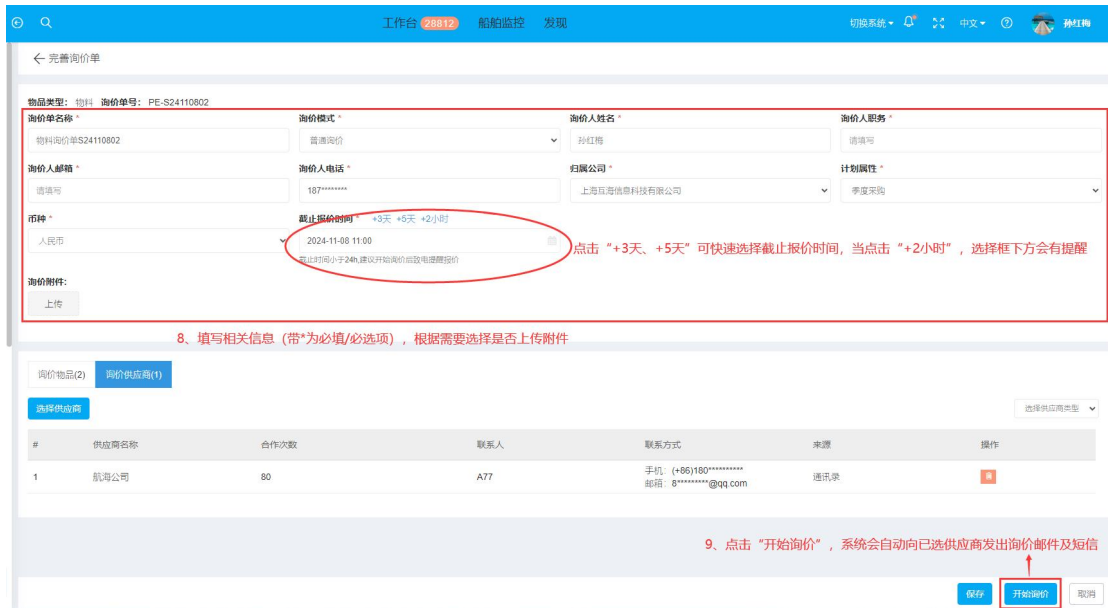 工作台 28812 船舶监控 发现 切换系统 中文 孙红梅
完善询价单
物品类型： 物料 询价单号： PE-S24110802
询价单名称 * 询价模式 * 询价人姓名 * 询价人职务 *
物料询价单S24110802 普通询价 孙红梅 请填写
询价人邮箱 * 询价人电话 * 归属公司 * 计划属性 *
请填写 187******** 上海互海信息科技有限公司 季度采购
币种 * 截止报价时间 * +3天 +5天 +2小时
人民币 2024-11-08 11:00
点击“+3天、+5天”可快速选择截止报价时间，当点击“+2小时”，选择框下方会有提醒
截止时间小于24h,建议开始询价后致电提醒报价
询价附件:
上传
8、填写相关信息（带*为必填/必选项），根据需要选择是否上传附件
询价物品(2) 询价供应商(1)
选择供应商 选择供应商类型
# 供应商名称 合作次数 联系人 联系方式 来源 操作
1 航海公司 80 A77 手机: (+86)180********** 通讯录
邮箱: 8*********@qq.com
9、点击“开始询价”，系统会自动向已选供应商发出询价邮件及短信
保存 开始询价 取消